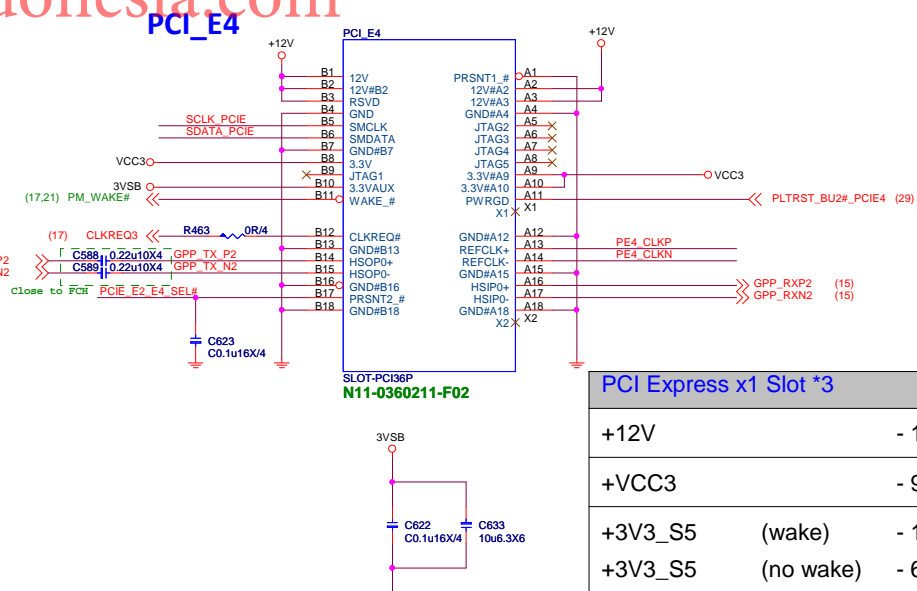 donesia.com
PCI_E4
+12V
PCI_E4
+12V
B1 12V PRSNT1_# A1
B2 12V#B2 12V#A2 A2
B3 RSVD 12V#A3 A3
B4 GND GND#A4 A4
SCLK_PCIE B5 SMCLK JTAG2 A5
SDATA_PCIE B6 SMDATA JTAG3 A6
B7 GND#B7 JTAG4 A7
VCC3 B8 3.3V JTAG5 A8
B9 JTAG1 3.3V#A9 A9 VCC3
3VSB B10 3.3VAUX 3.3V#A10 A10
(17,21) PM_WAKE# B11 WAKE_# PWRGD A11 PLTRST_BU2#_PCIE4 (29)
X1 X1
(17) CLKREQ3 R463 0R/4 B12 CLKREQ# GND#A12 A12
B13 GND#B13 REFCLK+ A13 PE4_CLKP
P2 C588 0.22u10X4 GPP_TX_P2 B14 HSOP0+ REFCLK- A14 PE4_CLKN
N2 C589 0.22u10X4 GPP_TX_N2 B15 HSOP0- GND#A15 A15
B16 GND#B16 HSIP0+ A16 GPP_RXP2 (15)
Close to FCH PCIE_E2_E4_SEL# B17 PRSNT2_# HSIP0- A17 GPP_RXN2 (15)
B18 GND#B18 GND#A18 A18
X2 X2
C623
C0.1u16X/4
SLOT-PCI36P
N11-0360211-F02
3VSB
C622
C0.1u16X/4
C633
10u6.3X6
PCI Express x1 Slot *3
+12V - 1
+VCC3 - 9
+3V3_S5 (wake) - 1
+3V3_S5 (no wake) - 6